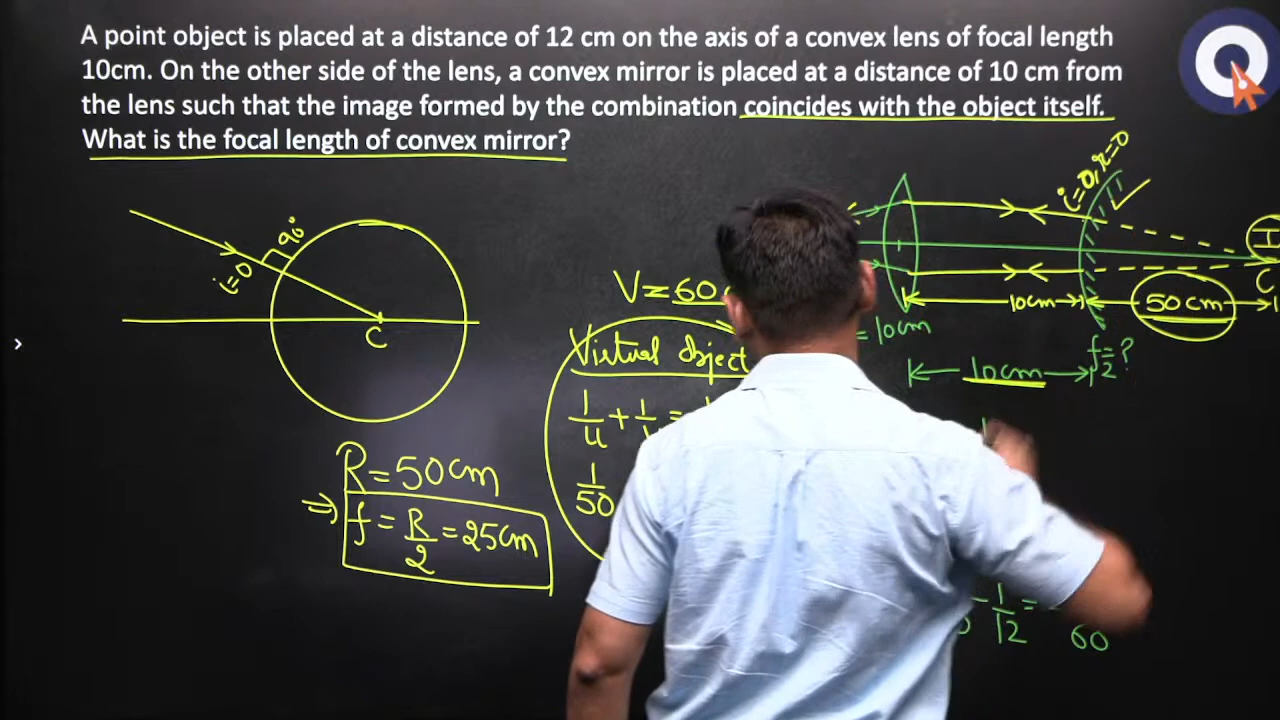 A point object is placed at a distance of 12 cm on the axis of a convex lens of focal length
10cm. On the other side of the lens, a convex mirror is placed at a distance of 10 cm from
the lens such that the image formed by the combination coincides with the object itself.
What is the focal length of convex mirror?
90°
i=0
C
R=50cm
⇒ f=R/2=25cm
V=60
Virtual object
1/u+1/v=
1/50
i=0, r=0
I
C
10cm
50cm
=10cm
10cm
f=?
-1/12=
60